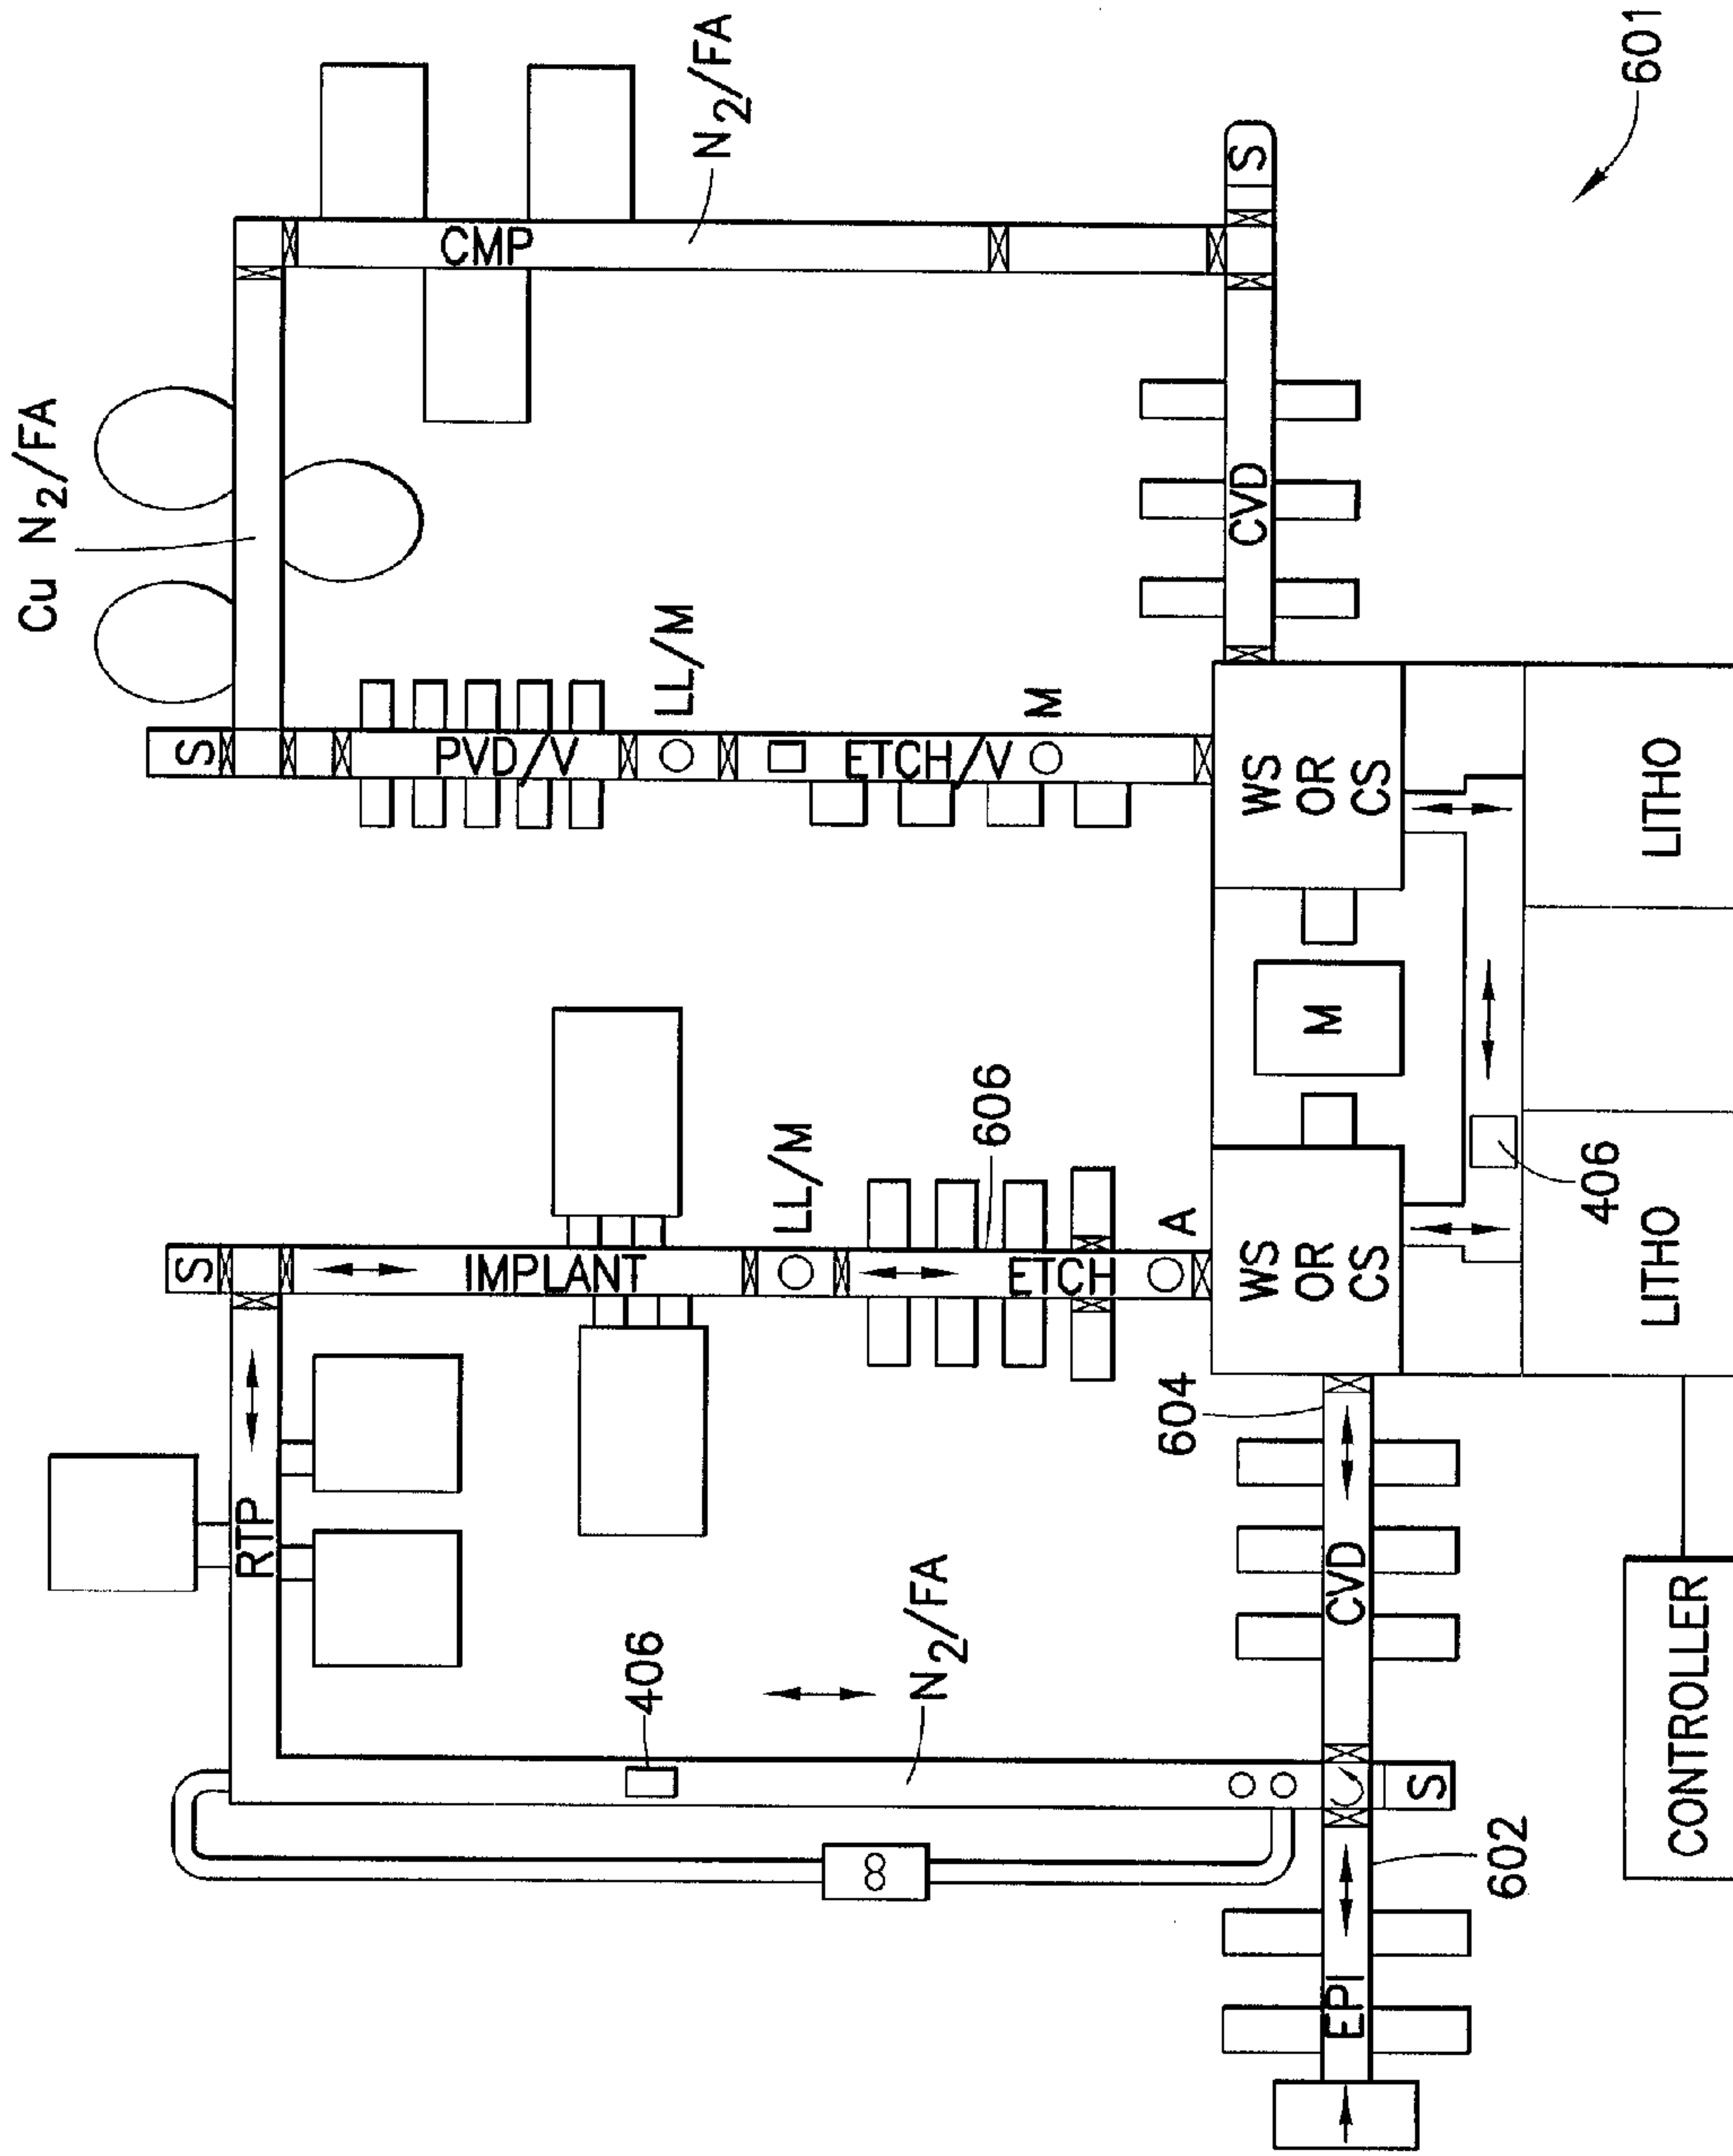 Cu N2/FA
S
S
RTP
CMP
N2/FA
IMPLANT
PVD/V
LL/M
LL/M
406
N2/FA
606
ETCH
A
ETCH/V
M
S
EPI
602
CVD
604
WS
OR
CS
M
WS
OR
CS
CVD
S
406
LITHO
LITHO
CONTROLLER
601